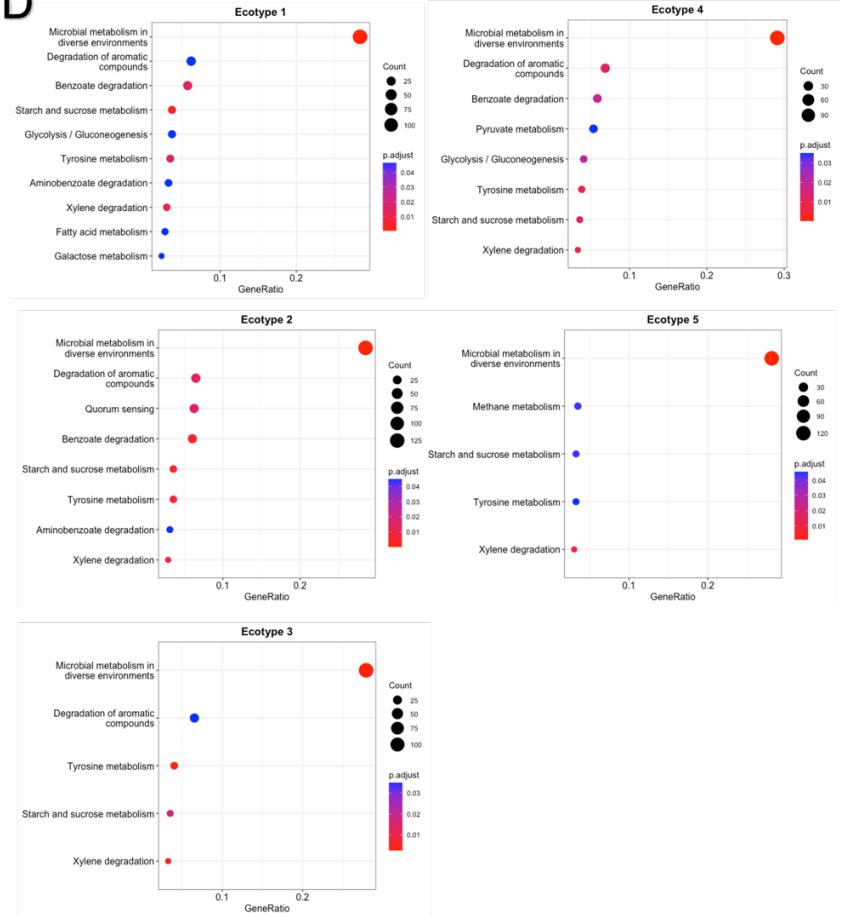 D
Ecotype 1
Microbial metabolism in
diverse environments
Degradation of aromatic
compounds
Benzoate degradation
Starch and sucrose metabolism
Glycolysis / Gluconeogenesis
Tyrosine metabolism
Aminobenzoate degradation
Xylene degradation
Fatty acid metabolism
Galactose metabolism
0.1 0.2
GeneRatio
Count
25
50
75
100
p.adjust
0.04
0.03
0.02
0.01
Ecotype 4
Microbial metabolism in
diverse environments
Degradation of aromatic
compounds
Benzoate degradation
Pyruvate metabolism
Glycolysis / Gluconeogenesis
Tyrosine metabolism
Starch and sucrose metabolism
Xylene degradation
0.1 0.2 0.3
GeneRatio
Count
30
60
90
p.adjust
0.03
0.02
0.01
Ecotype 2
Microbial metabolism in
diverse environments
Degradation of aromatic
compounds
Quorum sensing
Benzoate degradation
Starch and sucrose metabolism
Tyrosine metabolism
Aminobenzoate degradation
Xylene degradation
0.1 0.2
GeneRatio
Count
25
50
75
100
125
p.adjust
0.04
0.03
0.02
0.01
Ecotype 5
Microbial metabolism in
diverse environments
Methane metabolism
Starch and sucrose metabolism
Tyrosine metabolism
Xylene degradation
0.1 0.2
GeneRatio
Count
30
60
90
120
p.adjust
0.04
0.03
0.02
0.01
Ecotype 3
Microbial metabolism in
diverse environments
Degradation of aromatic
compounds
Tyrosine metabolism
Starch and sucrose metabolism
Xylene degradation
0.1 0.2
GeneRatio
Count
25
50
75
100
p.adjust
0.03
0.02
0.01